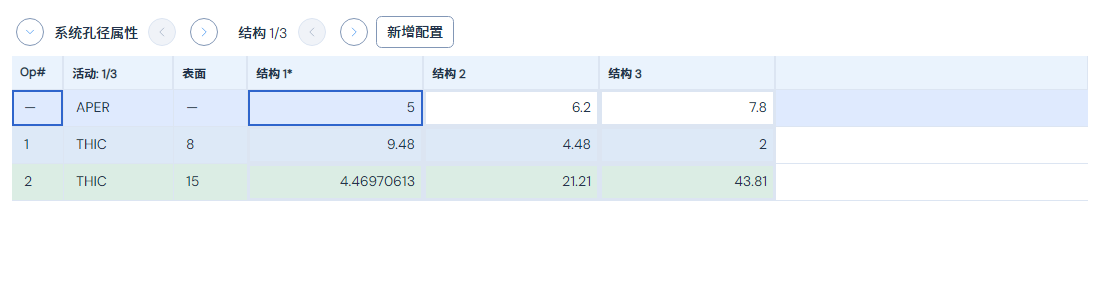 系统孔径属性 结构 1/3 新增配置
Op# 活动: 1/3 表面 结构 1* 结构 2 结构 3
— APER — 5 6.2 7.8
1 THIC 8 9.48 4.48 2
2 THIC 15 4.46970613 21.21 43.81